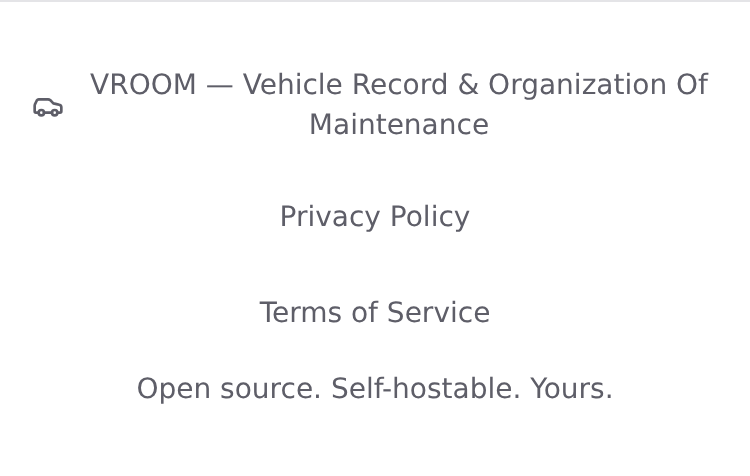 VROOM — Vehicle Record & Organization Of
Maintenance
Privacy Policy
Terms of Service
Open source. Self-hostable. Yours.